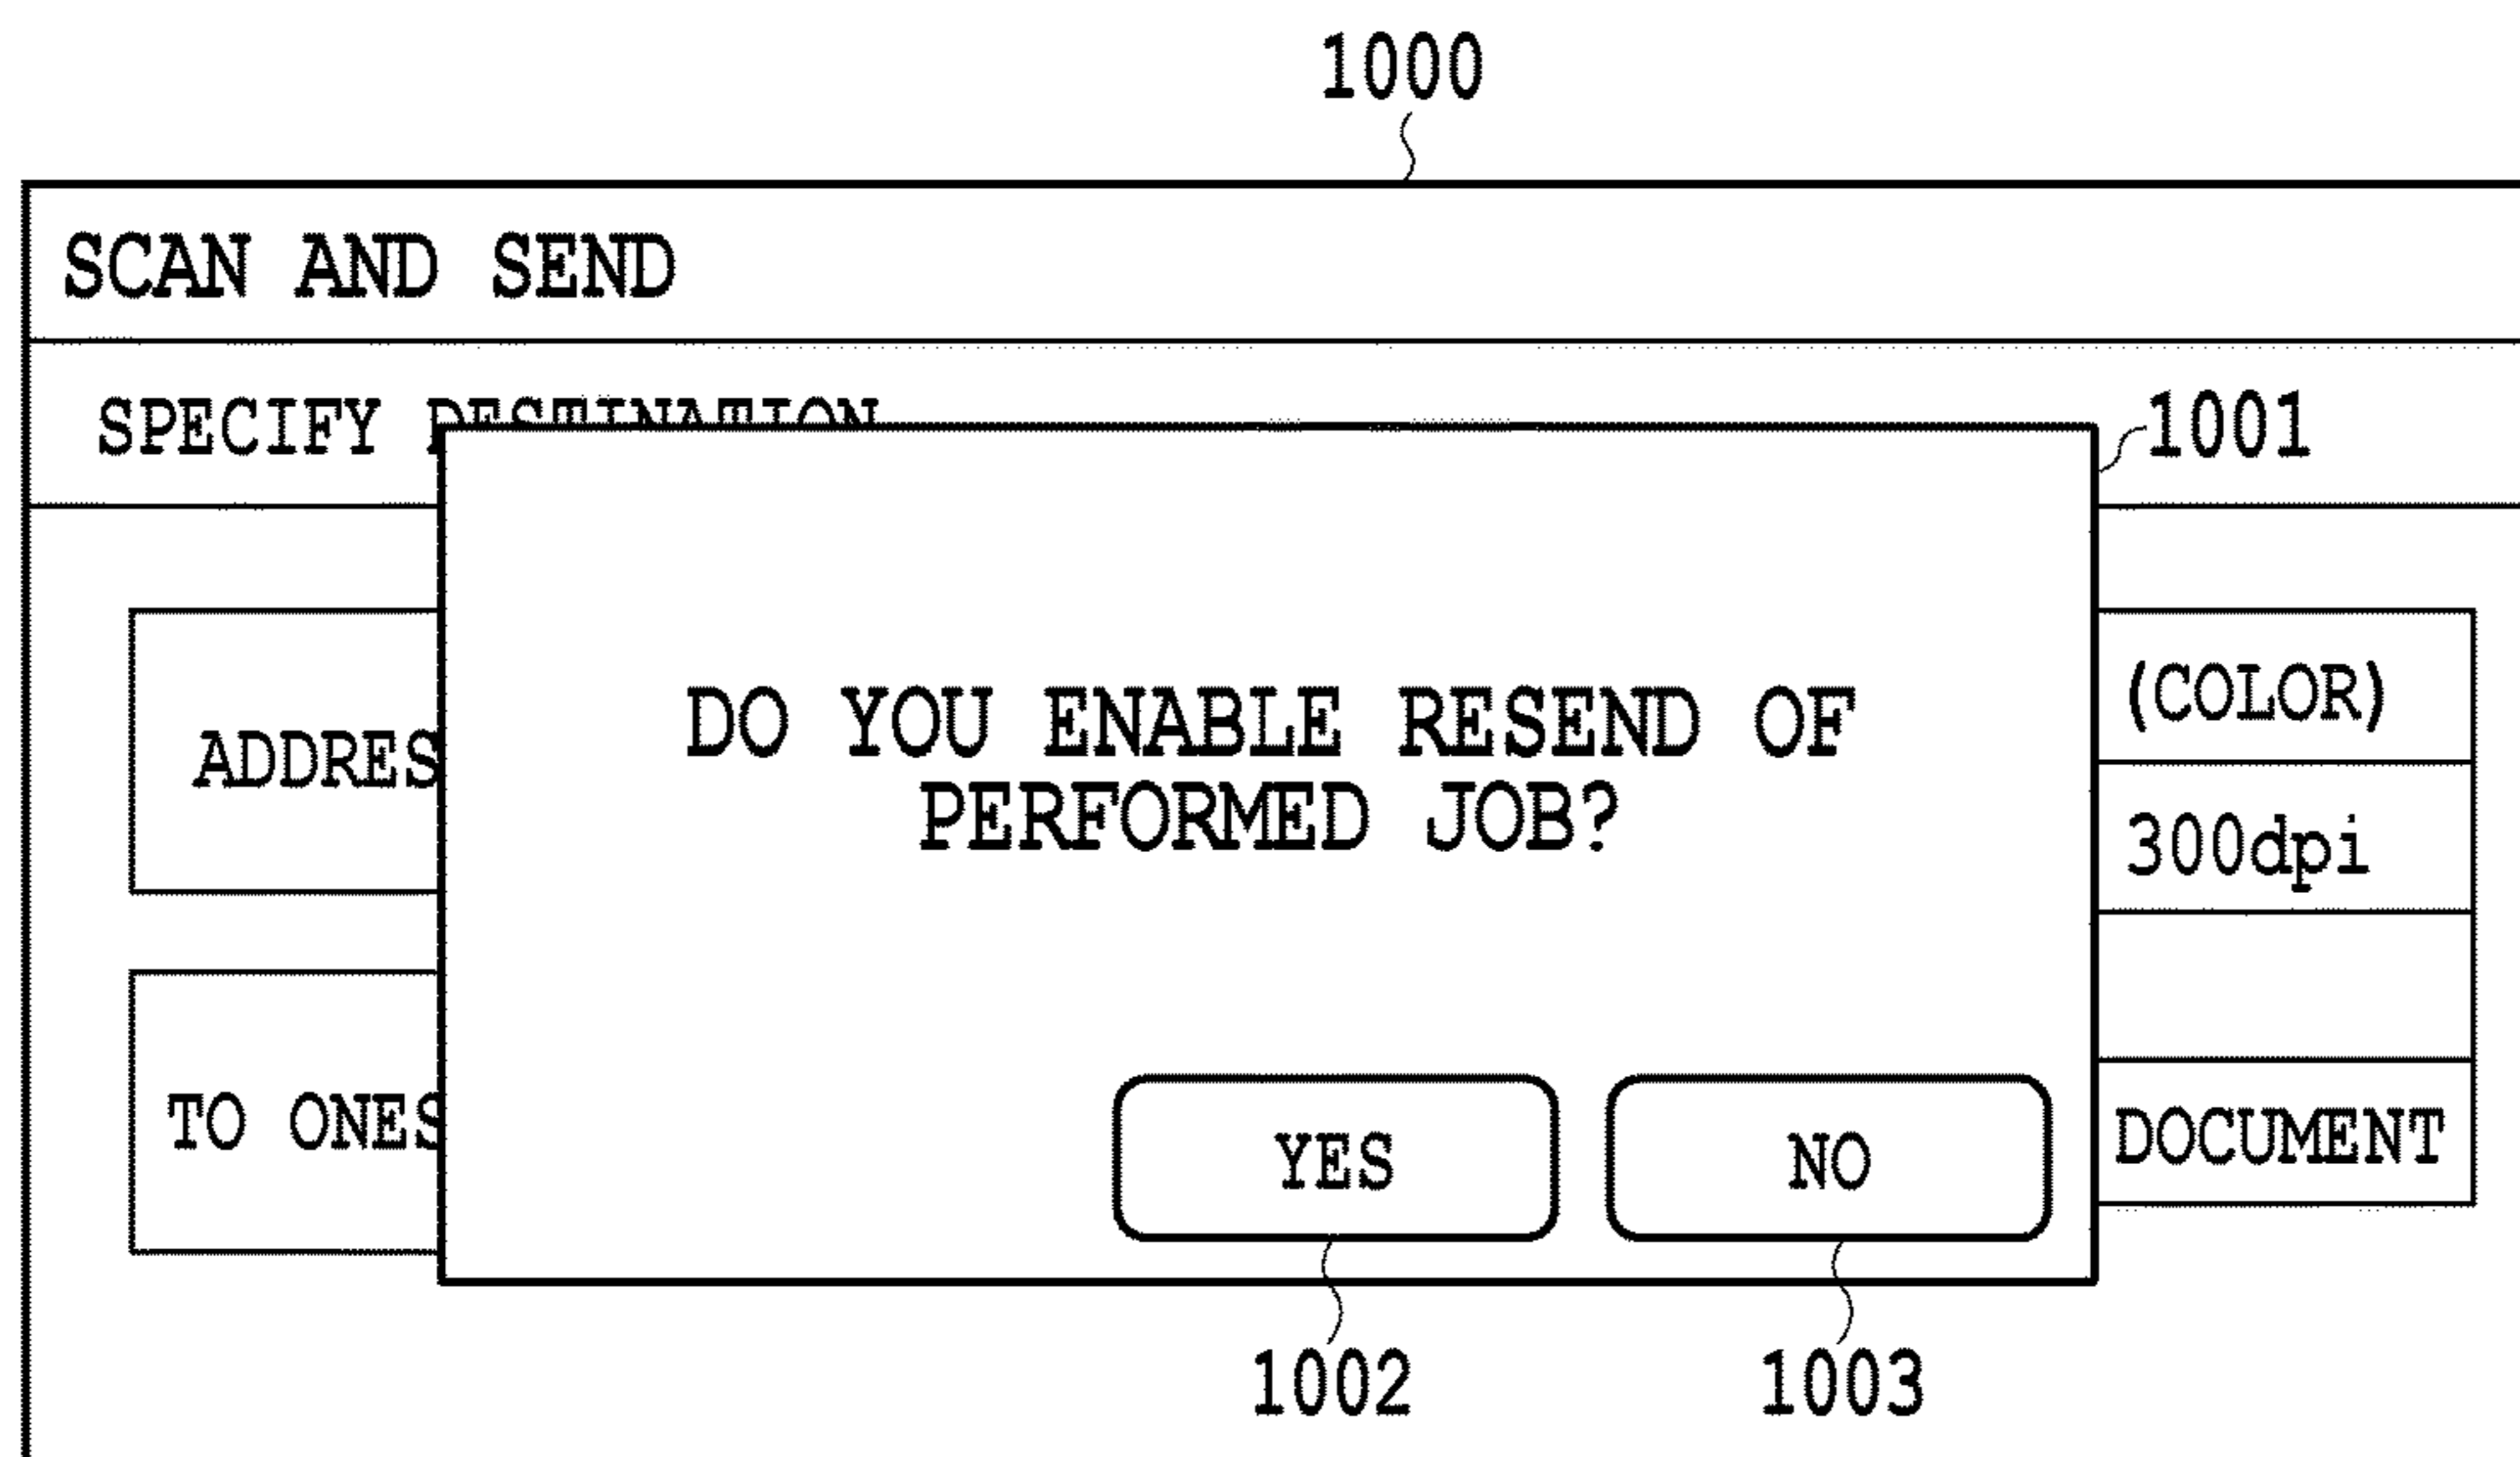 1000
SCAN AND SEND
SPECIFY DESTINATION
1001
ADDRES
(COLOR)
DO YOU ENABLE RESEND OF
PERFORMED JOB?
300dpi
TO ONES
YES
NO
DOCUMENT
1002
1003